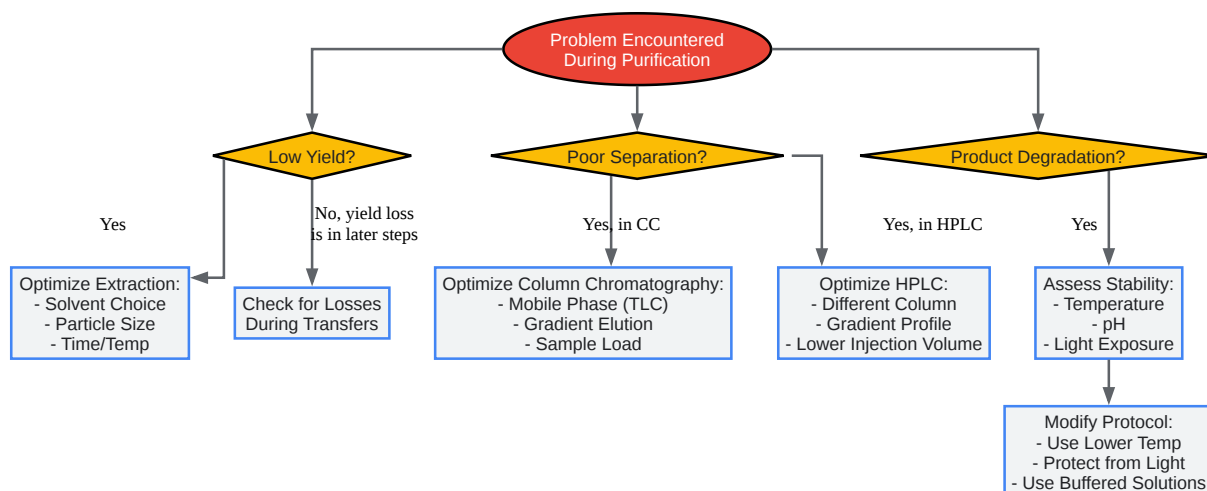 Problem Encountered
During Purification
Low Yield?
Poor Separation?
Product Degradation?
Yes
No, yield loss
is in later steps
Yes, in CC
Yes, in HPLC
Yes
Optimize Extraction:
- Solvent Choice
- Particle Size
- Time/Temp
Check for Losses
During Transfers
Optimize Column Chromatography:
- Mobile Phase (TLC)
- Gradient Elution
- Sample Load
Optimize HPLC:
- Different Column
- Gradient Profile
- Lower Injection Volume
Assess Stability:
- Temperature
- pH
- Light Exposure
Modify Protocol:
- Use Lower Temp
- Protect from Light
- Use Buffered Solutions